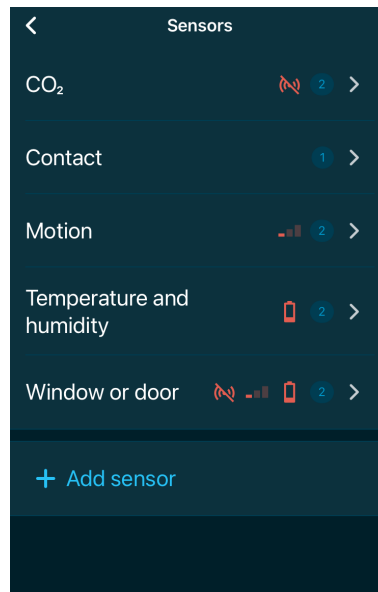 Sensors
CO₂
2
Contact
1
Motion
2
Temperature and
humidity
2
Window or door
2
+ Add sensor